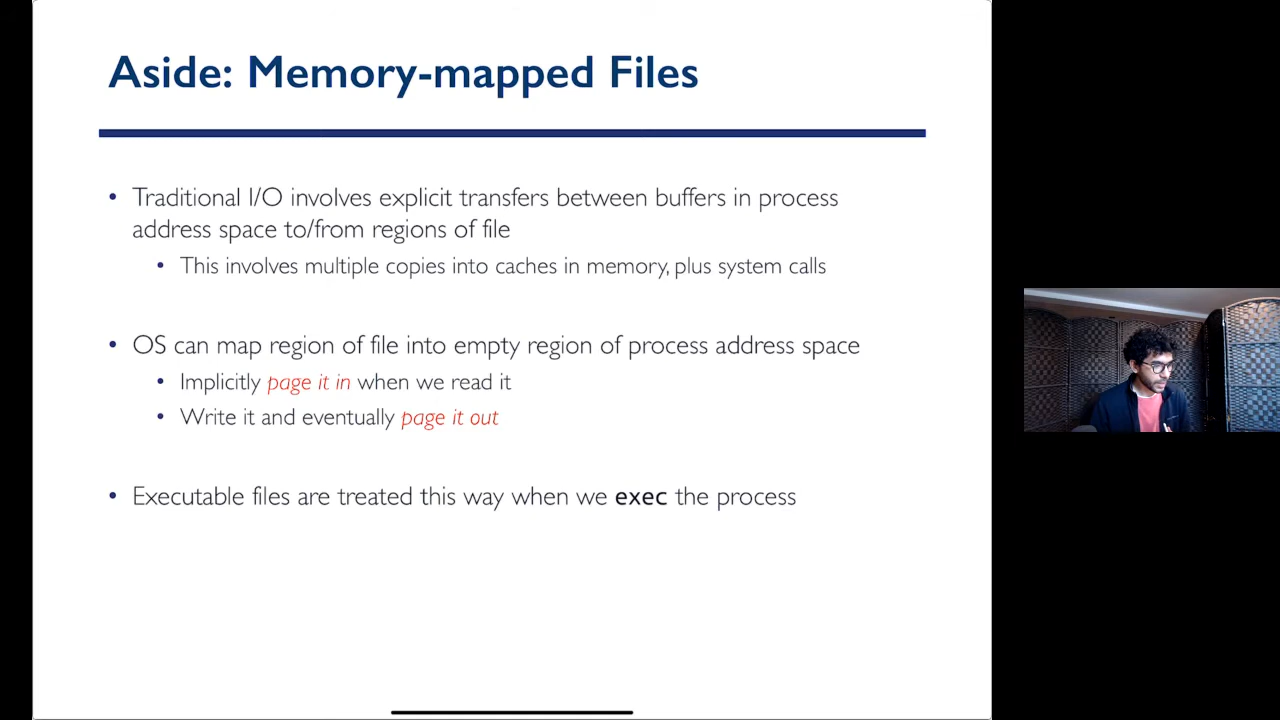 Aside: Memory-mapped Files
• Traditional I/O involves explicit transfers between buffers in process
address space to/from regions of file
• This involves multiple copies into caches in memory, plus system calls
• OS can map region of file into empty region of process address space
• Implicitly page it in when we read it
• Write it and eventually page it out
• Executable files are treated this way when we exec the process